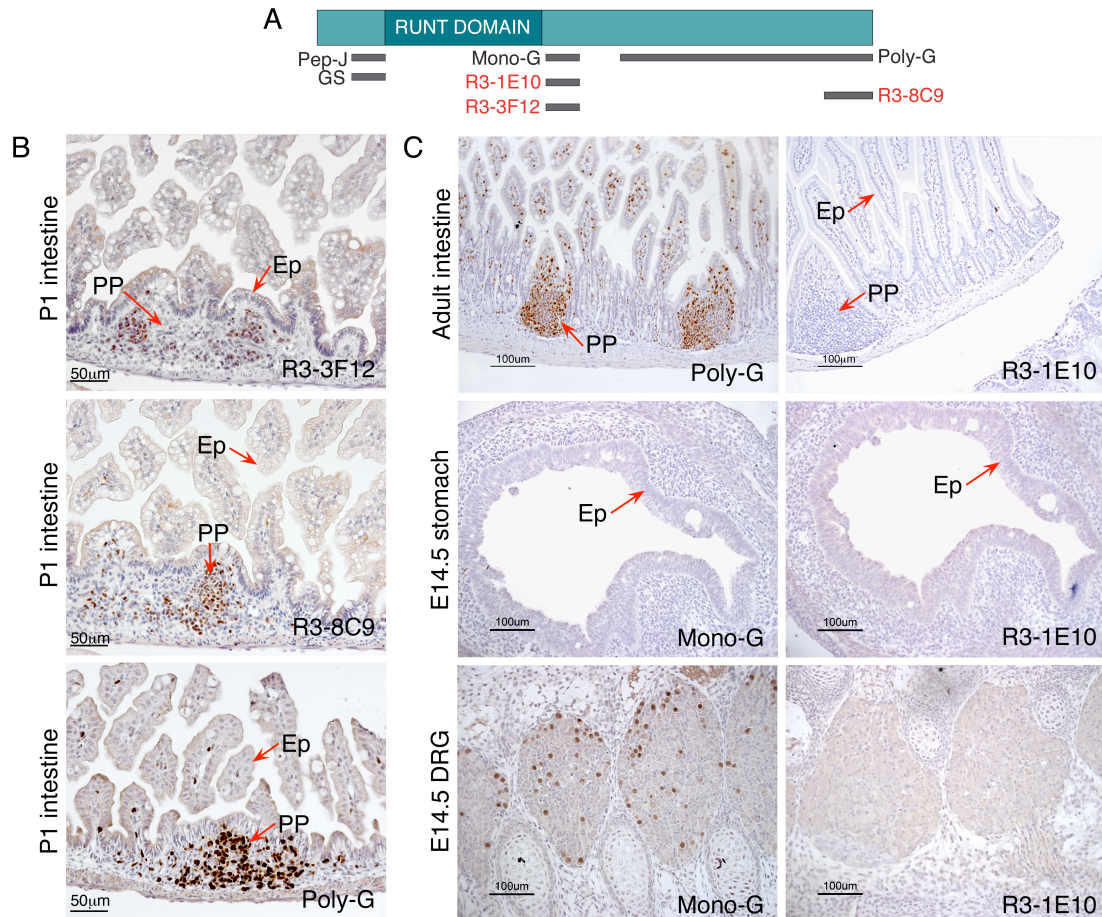 A
RUNT DOMAIN
Pep-J
Mono-G
Poly-G
GS
R3-1E10
R3-8C9
R3-3F12
B
P1 intestine
PP
Ep
50μm
R3-3F12
P1 intestine
Ep
PP
50μm
R3-8C9
P1 intestine
Ep
PP
50μm
Poly-G
C
Adult intestine
PP
100um
Poly-G
Ep
PP
100um
R3-1E10
E14.5 stomach
Ep
100um
Mono-G
Ep
100um
R3-1E10
E14.5 DRG
100um
Mono-G
100um
R3-1E10